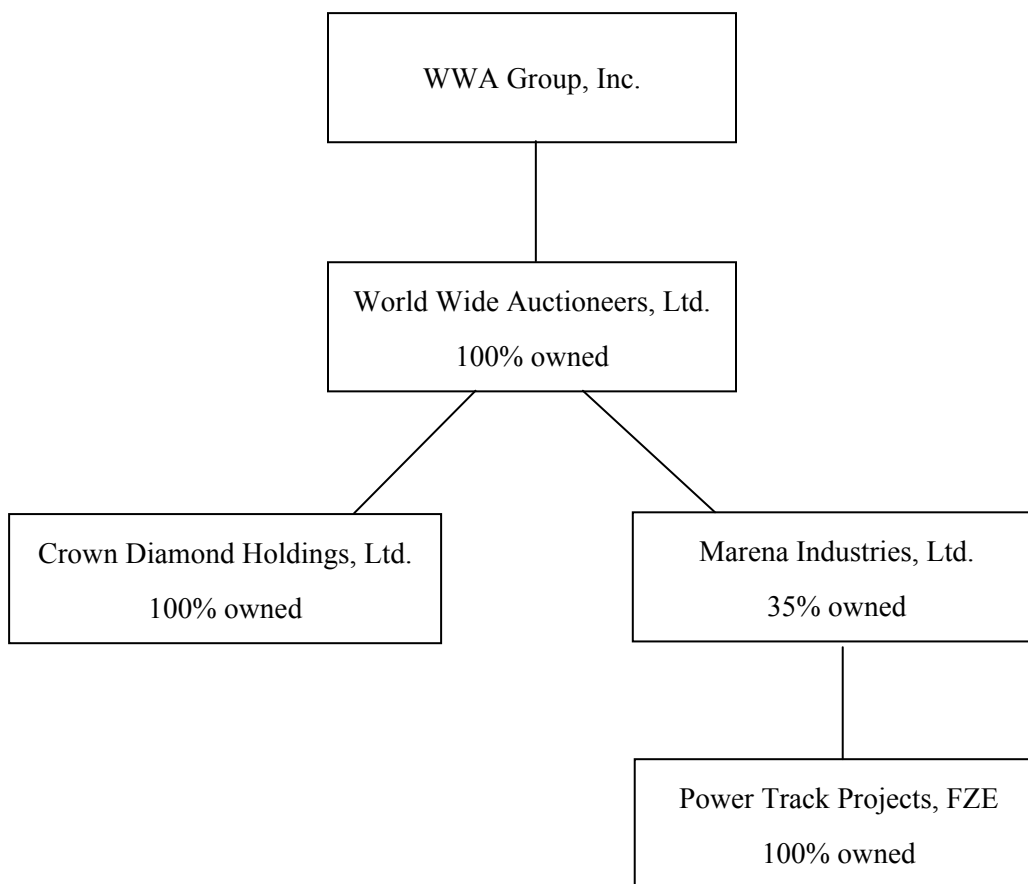 WWA Group, Inc.
World Wide Auctioneers, Ltd.
100% owned
Crown Diamond Holdings, Ltd.
100% owned
Marena Industries, Ltd.
35% owned
Power Track Projects, FZE
100% owned